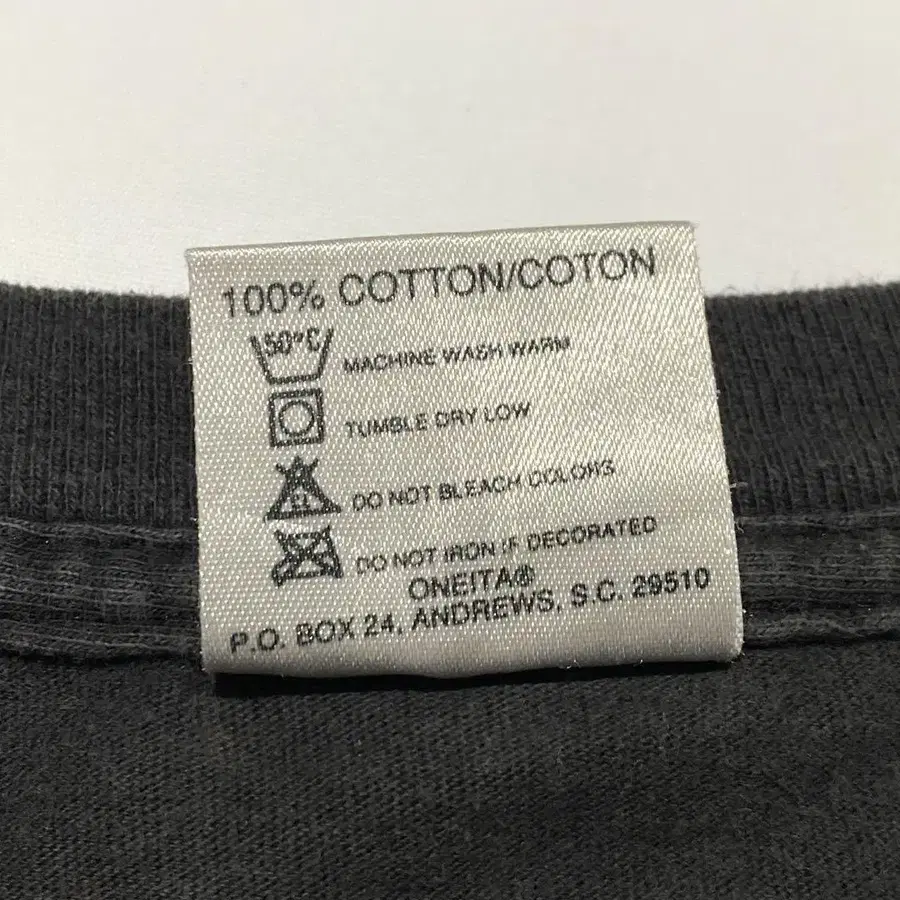 100% COTTON/COTON
50°C MACHINE WASH WARM
TUMBLE DRY LOW
DO NOT BLEACH COLORS
DO NOT IRON IF DECORATED
ONEITA®
P.O. BOX 24, ANDREWS, S.C. 29510